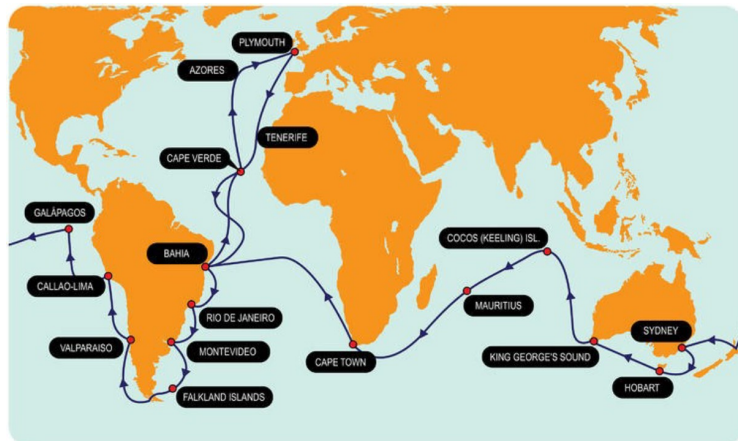 PLYMOUTH
AZORES
TENERIFE
CAPE VERDE
GALÁPAGOS
COCOS (KEELING) ISL.
BAHIA
CALLAO-LIMA
MAURITIUS
RIO DE JANEIRO
SYDNEY
VALPARAISO
MONTEVIDEO
CAPE TOWN
KING GEORGE'S SOUND
HOBART
FALKLAND ISLANDS